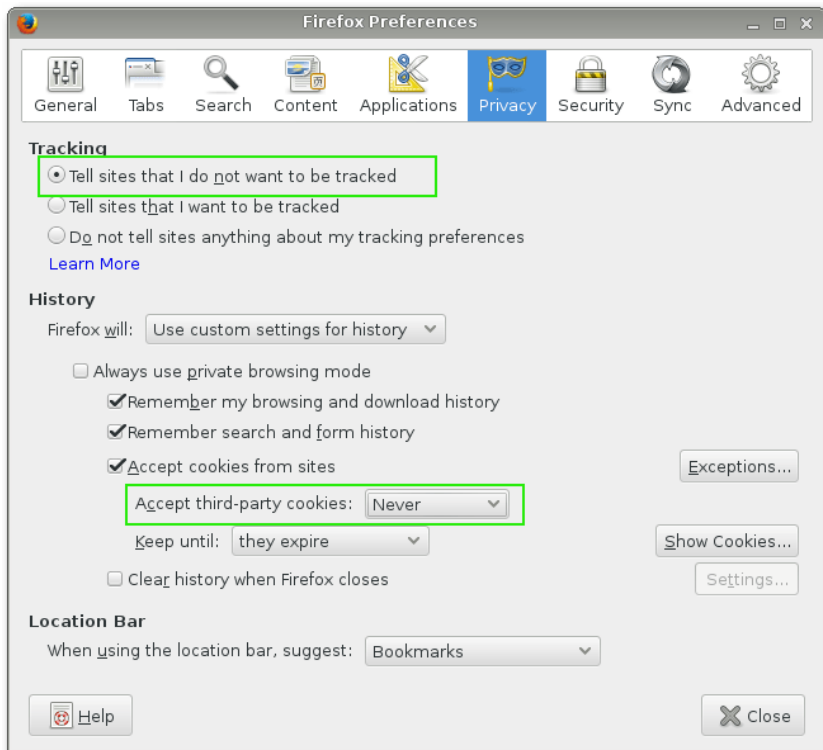 Firefox Preferences
General Tabs Search Content Applications Privacy Security Sync Advanced
Tracking
Tell sites that I do not want to be tracked
Tell sites that I want to be tracked
Do not tell sites anything about my tracking preferences
Learn More
History
Firefox will: Use custom settings for history
Always use private browsing mode
Remember my browsing and download history
Remember search and form history
Accept cookies from sites Exceptions...
Accept third-party cookies: Never
Keep until: they expire Show Cookies...
Clear history when Firefox closes Settings...
Location Bar
When using the location bar, suggest: Bookmarks
Help Close